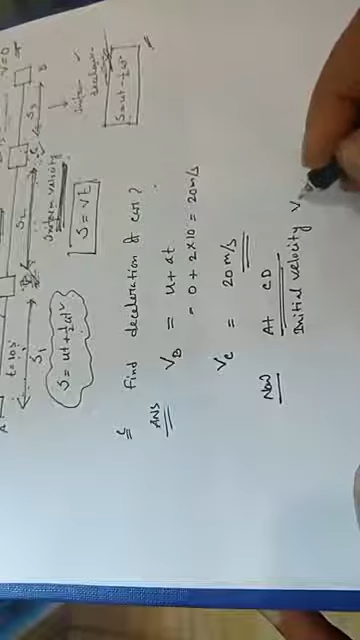 V=0
A
B
t=10s
S₁
S₂
S₃
Uniform velocity
S = ut + ½at²
S = vt
S = ut - ½at²
c Find deceleration of car?
ANS V_B = u + at
= 0 + 2×10 = 20 m/s
V_C = 20 m/s
Now At CD
Initial velocity V